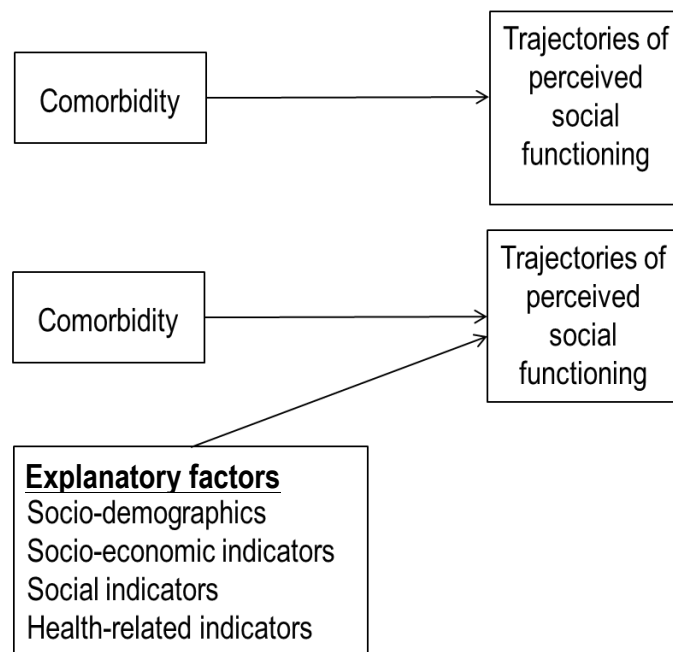 Comorbidity
Trajectories of
perceived
social
functioning
Comorbidity
Trajectories of
perceived
social
functioning
Explanatory factors
Socio-demographics
Socio-economic indicators
Social indicators
Health-related indicators